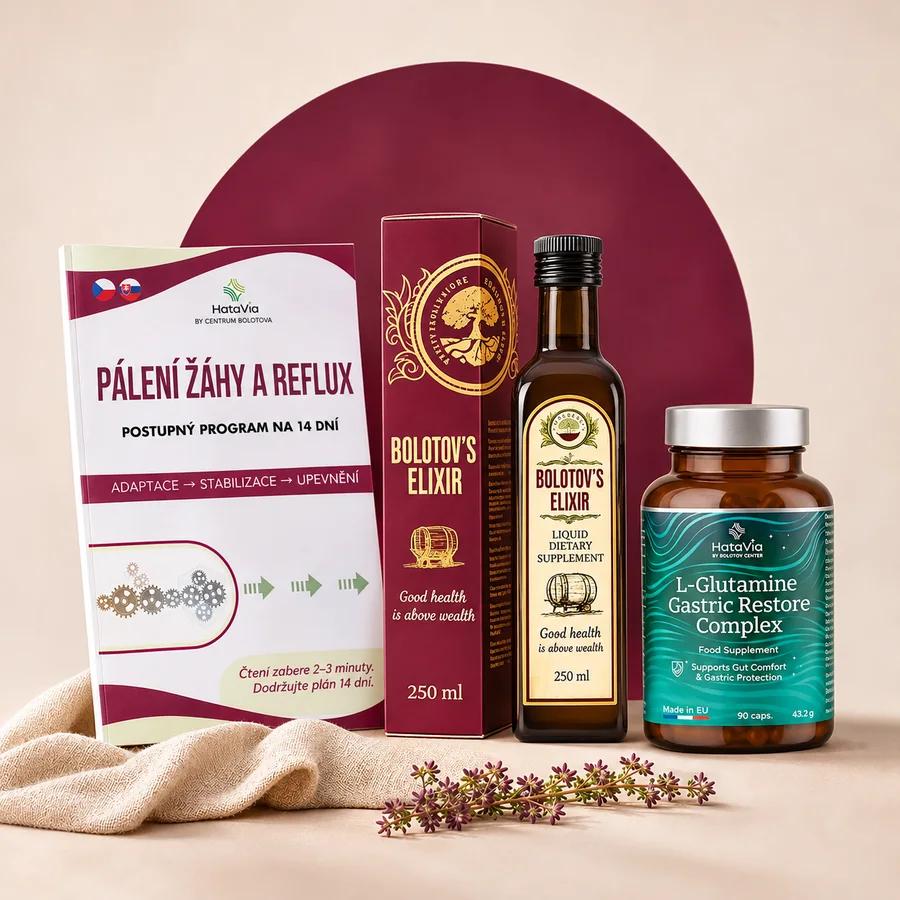 HataVia
BY CENTRUM BOLOTOVA
PÁLENÍ ŽÁHY A REFLUX
POSTUPNÝ PROGRAM NA 14 DNÍ
ADAPTACE → STABILIZACE → UPEVNĚNÍ
Čtení zabere 2–3 minuty.
Dodržujte plán 14 dní.
BOLOTOV'S
ELIXIR
Good health
is above wealth
250 ml
BOLOTOV'S
ELIXIR
LIQUID
DIETARY
SUPPLEMENT
Good health
is above wealth
250 ml
HataVia
BY BOLOTOV CENTER
L-Glutamine
Gastric Restore
Complex
Food Supplement
Supports Gut Comfort
& Gastric Protection
Made in EU
90 caps.
43.2 g